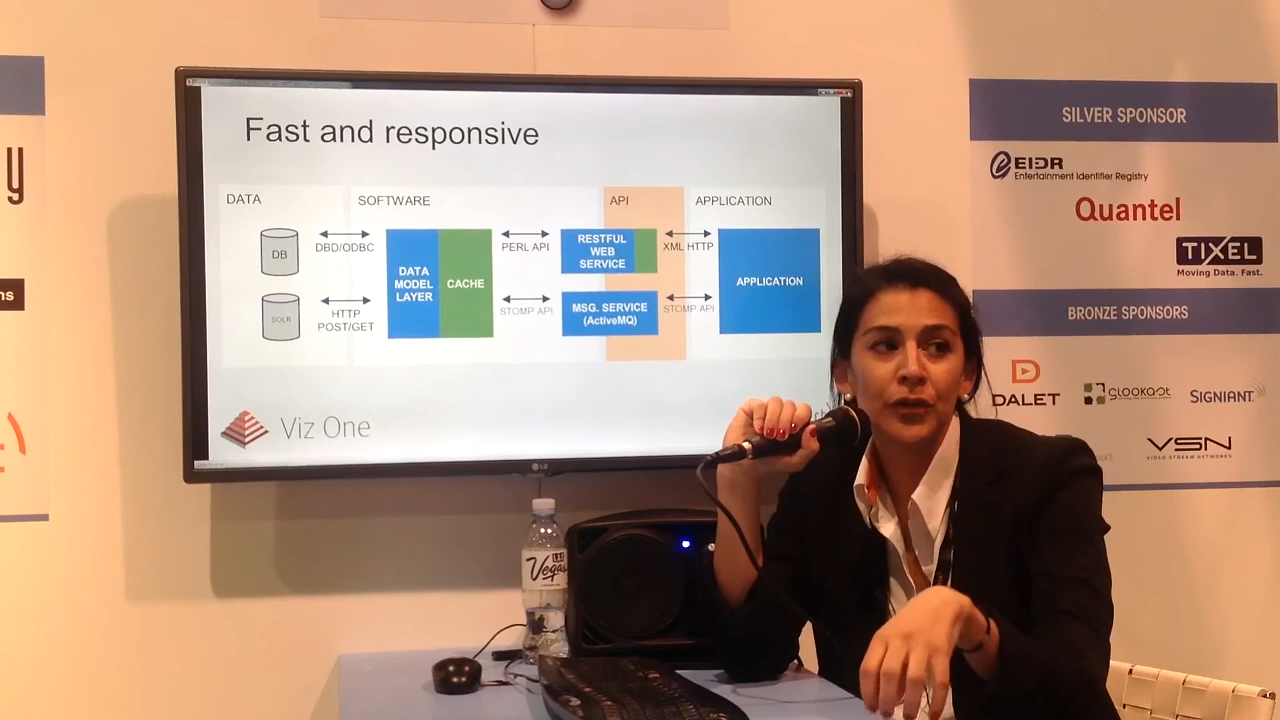 y
ns
Fast and responsive
DATA
SOFTWARE
API
APPLICATION
DB
DBD/ODBC
SOLR
HTTP
POST/GET
DATA
MODEL
LAYER
CACHE
PERL API
STOMP API
RESTFUL
WEB
SERVICE
MSG. SERVICE
(ActiveMQ)
XML HTTP
STOMP API
APPLICATION
Viz One
LG
Vegas
SILVER SPONSOR
EIDR
Entertainment Identifier Registry
Quantel
TIXEL
Moving Data. Fast.
BRONZE SPONSORS
DALET
GLOOKAST
SIGNIANT
VSN
VIDEO STREAM NETWORKS